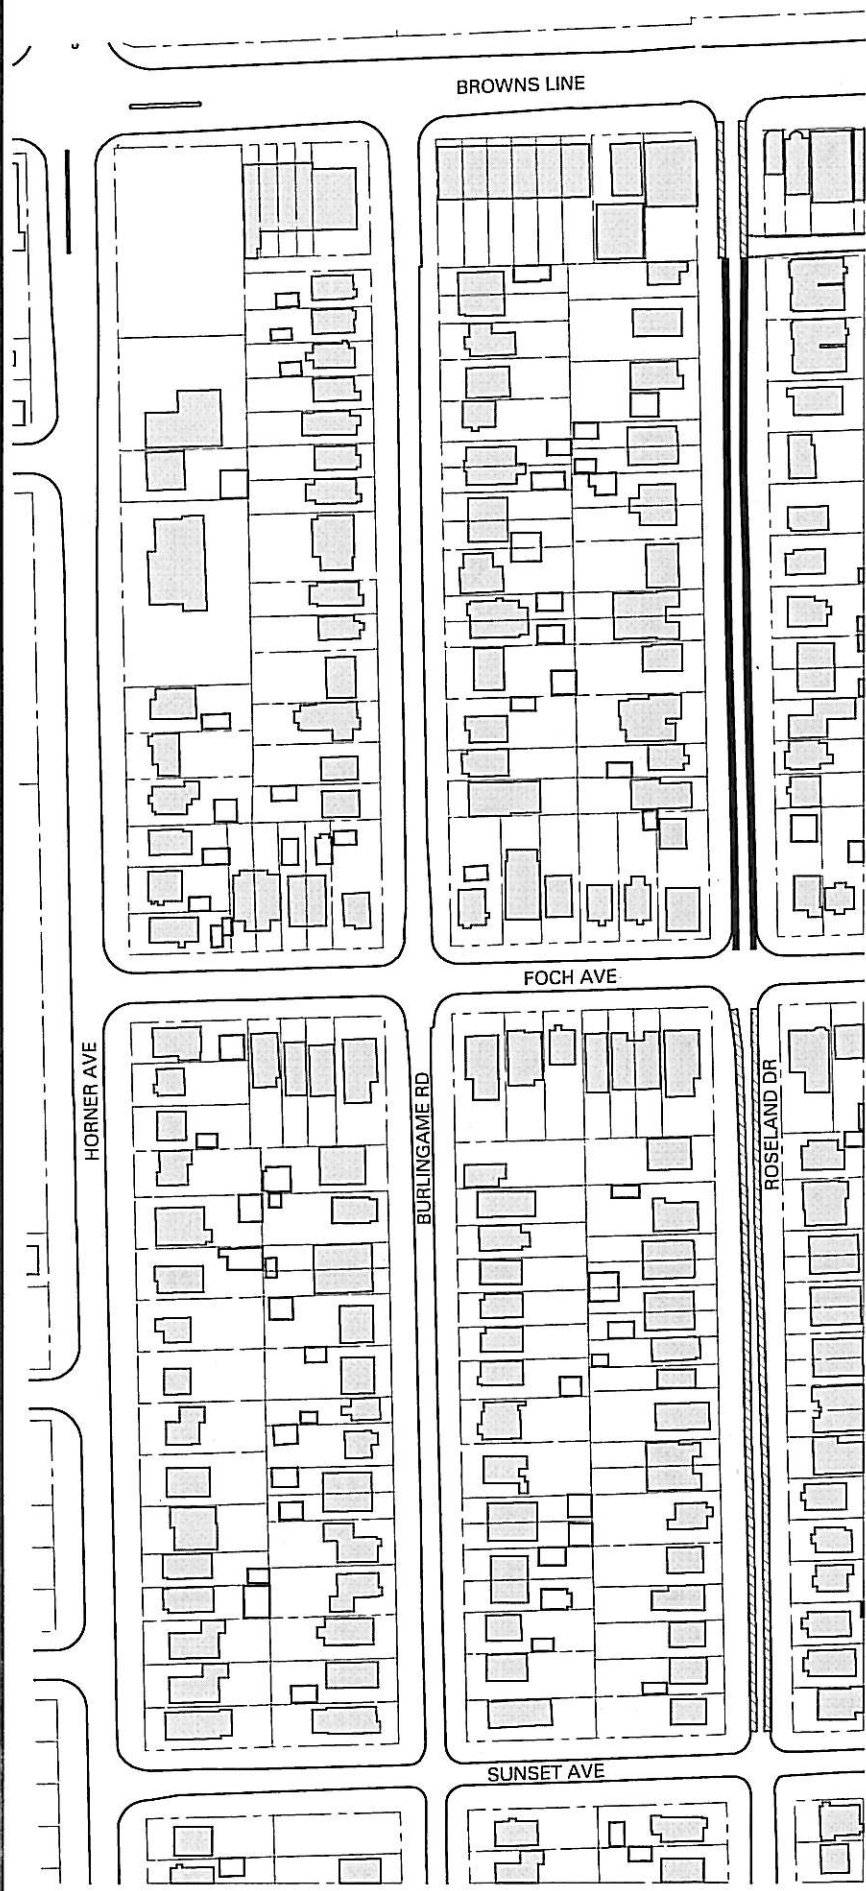 BROWNS LINE
FOCH AVE
HORNER AVE
BURLINGAME RD
ROSELAND DR
SUNSET AVE